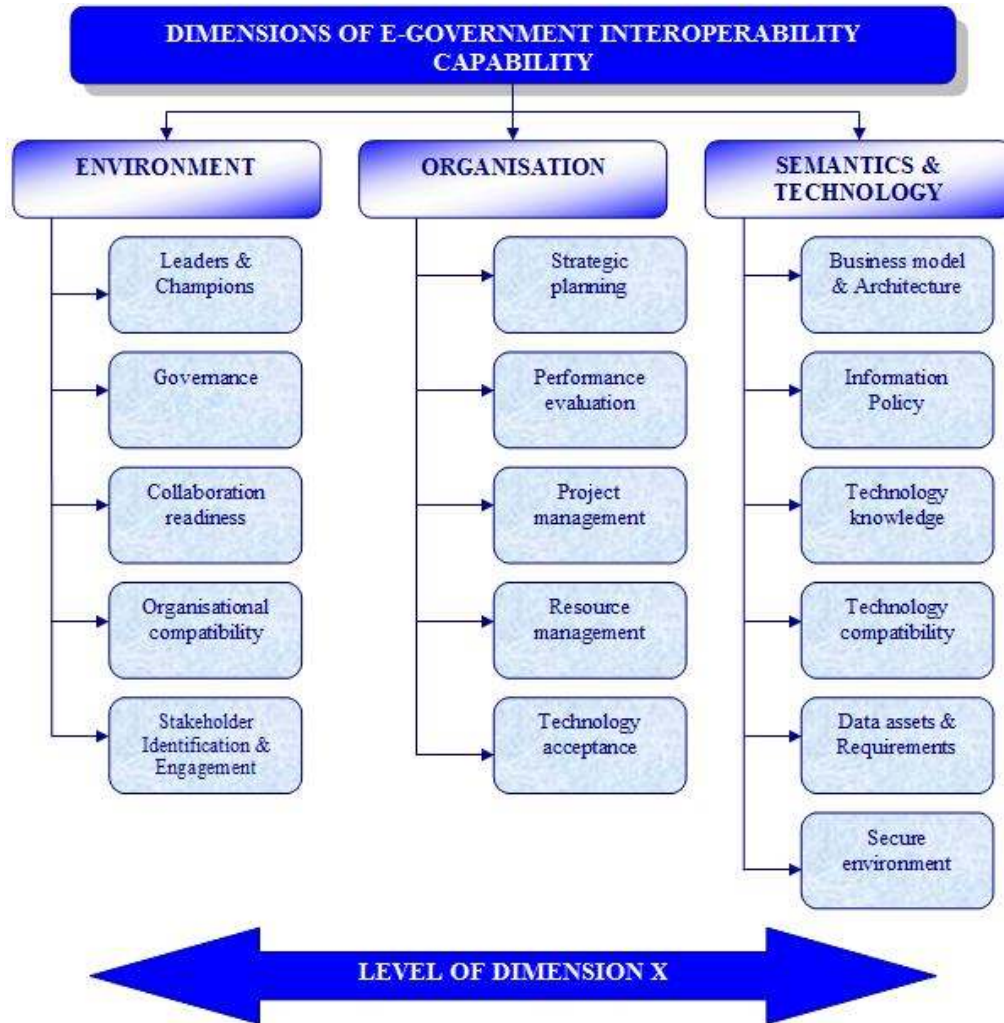 DIMENSIONS OF E-GOVERNMENT INTEROPERABILITY
CAPABILITY
ENVIRONMENT
Leaders &
Champions
Governance
Collaboration
readiness
Organisational
compatibility
Stakeholder
Identification &
Engagement
ORGANISATION
Strategic
planning
Performance
evaluation
Project
management
Resource
management
Technology
acceptance
SEMANTICS &
TECHNOLOGY
Business model
& Architecture
Information
Policy
Technology
knowledge
Technology
compatibility
Data assets &
Requirements
Secure
environment
LEVEL OF DIMENSION X